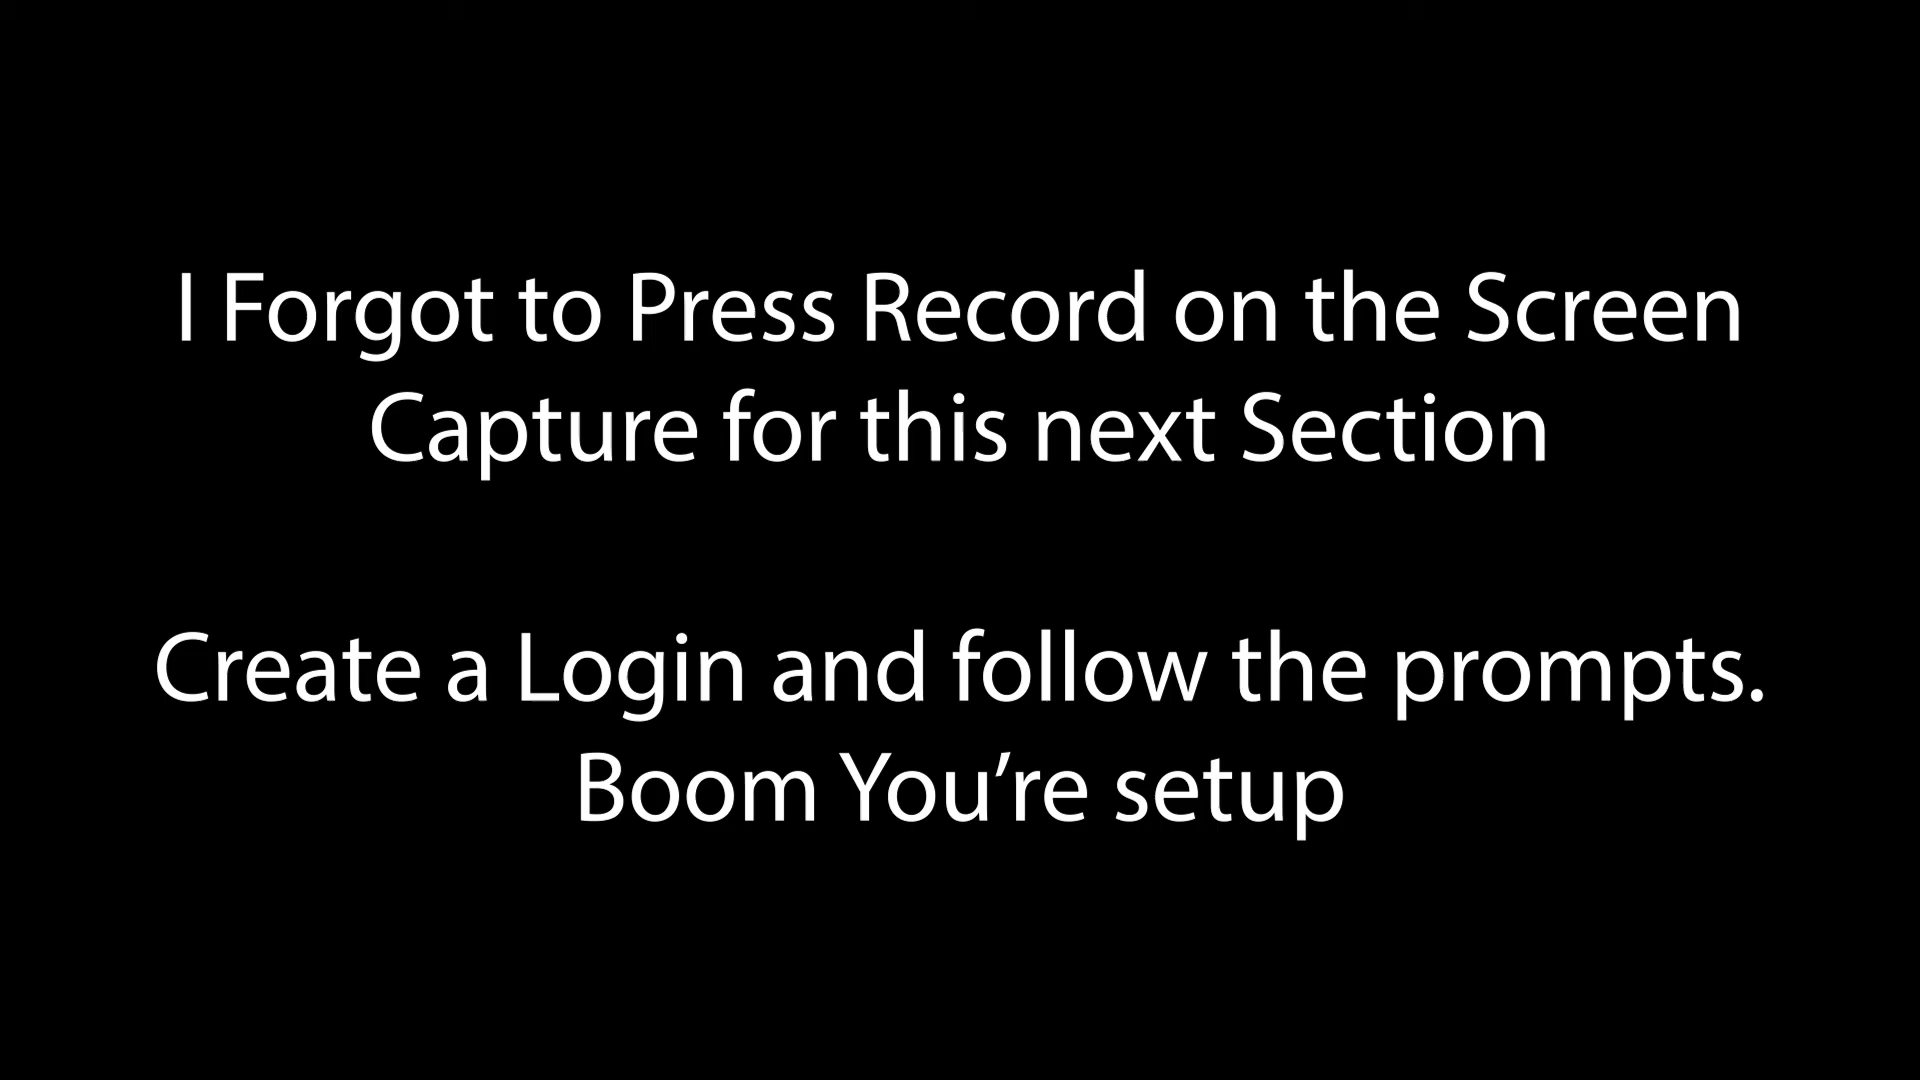 I Forgot to Press Record on the Screen
Capture for this next Section
Create a Login and follow the prompts.
Boom You’re setup